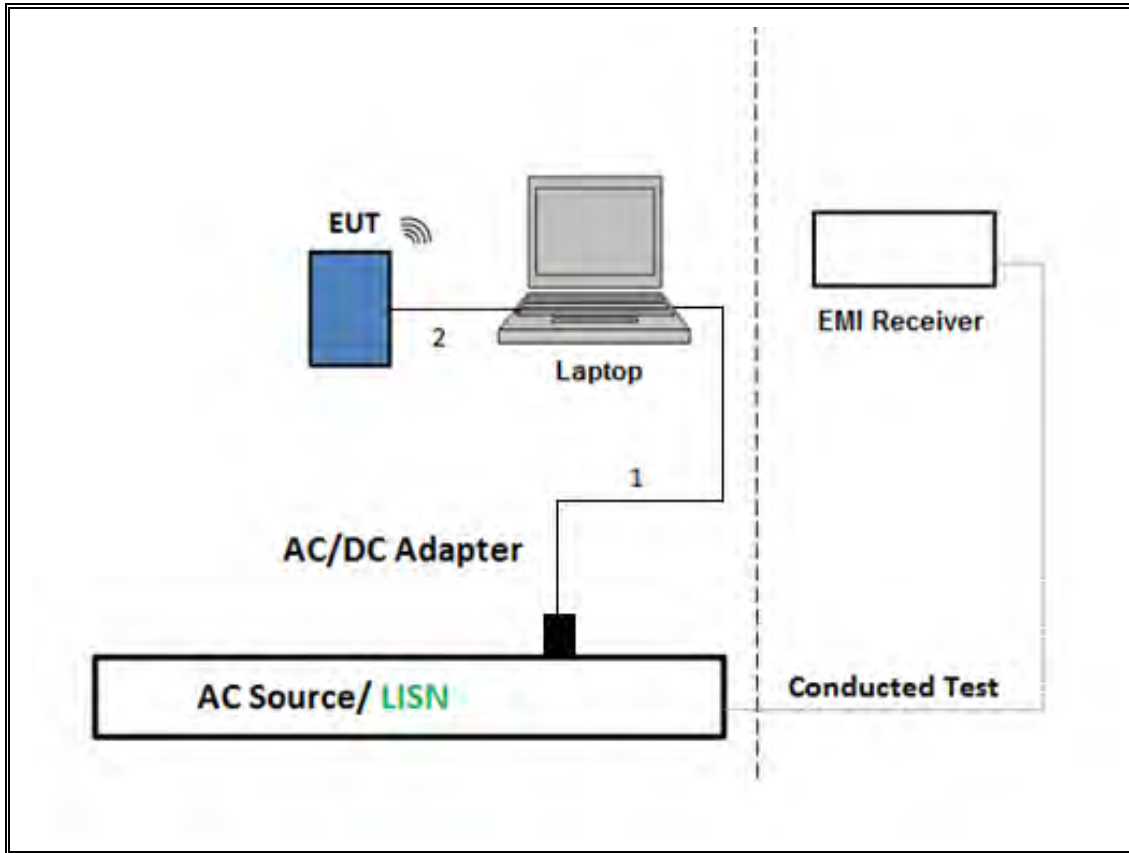 EUT
2
Laptop
EMI Receiver
1
AC/DC Adapter
AC Source/ LISN
Conducted Test